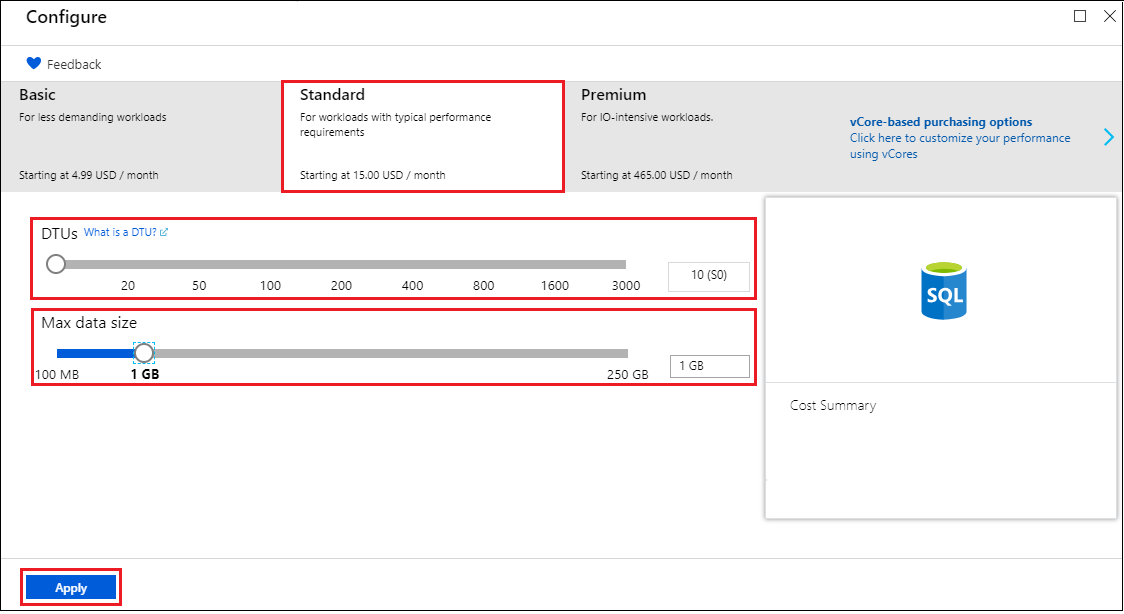 Configure
Feedback
Basic
For less demanding workloads
Starting at 4.99 USD / month
Standard
For workloads with typical performance
requirements
Starting at 15.00 USD / month
Premium
For IO-intensive workloads.
Starting at 465.00 USD / month
vCore-based purchasing options
Click here to customize your performance
using vCores
DTUs What is a DTU?
20 50 100 200 400 800 1600 3000
10 (S0)
Max data size
100 MB 1 GB 250 GB
1 GB
SQL
Cost Summary
Apply